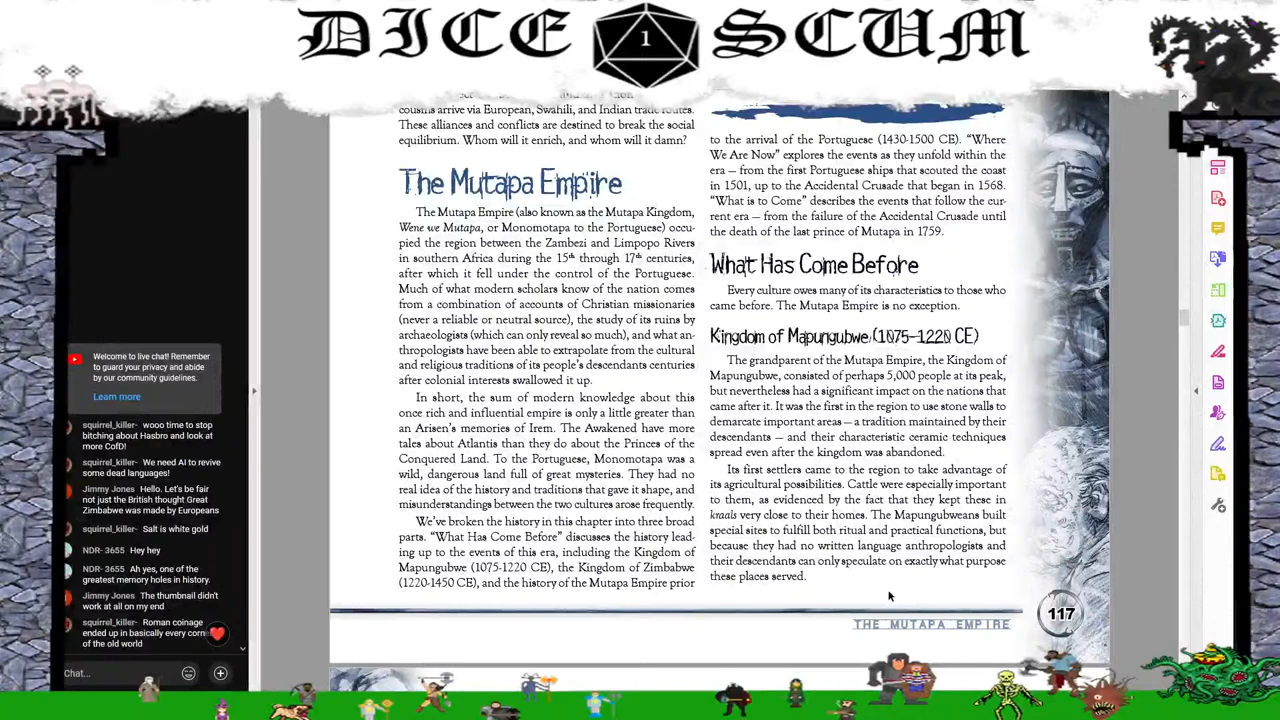 DICE SCUM
1
cousins arrive via European, Swahili, and Indian trade routes.
These alliances and conflicts are destined to break the social
equilibrium. Whom will it enrich, and whom will it damn?
The Mutapa Empire
The Mutapa Empire (also known as the Mutapa Kingdom,
Wene we Mutapa, or Monomotapa to the Portuguese) occu-
pied the region between the Zambezi and Limpopo Rivers
in southern Africa during the 15th through 17th centuries,
after which it fell under the control of the Portuguese.
Much of what modern scholars know of the nation comes
from a combination of accounts of Christian missionaries
(never a reliable or neutral source), the study of its ruins by
archaeologists (which can only reveal so much), and what an-
thropologists have been able to extrapolate from the cultural
and religious traditions of its people's descendants centuries
after colonial interests swallowed it up.
In short, the sum of modern knowledge about this
once rich and influential empire is only a little greater than
an Arisen's memories of Irem. The Awakened have more
tales about Atlantis than they do about the Princes of the
Conquered Land. To the Portuguese, Monomotapa was a
wild, dangerous land full of great mysteries. They had no
real idea of the history and traditions that gave it shape, and
misunderstandings between the two cultures arose frequently.
We've broken the history in this chapter into three broad
parts. "What Has Come Before" discusses the history lead-
ing up to the events of this era, including the Kingdom of
Mapungubwe (1075-1220 CE), the Kingdom of Zimbabwe
(1220-1450 CE), and the history of the Mutapa Empire prior
to the arrival of the Portuguese (1430-1500 CE). "Where
We Are Now" explores the events as they unfold within the
era — from the first Portuguese ships that scouted the coast
in 1501, up to the Accidental Crusade that began in 1568.
"What is to Come" describes the events that follow the cur-
rent era — from the failure of the Accidental Crusade until
the death of the last prince of Mutapa in 1759.
What Has Come Before
Every culture owes many of its characteristics to those who
came before. The Mutapa Empire is no exception.
Kingdom of Mapungubwe (1075–1220 CE)
The grandparent of the Mutapa Empire, the Kingdom of
Mapungubwe, consisted of perhaps 5,000 people at its peak,
but nevertheless had a significant impact on the nations that
came after it. It was the first in the region to use stone walls to
demarcate important areas — a tradition maintained by their
descendants — and their characteristic ceramic techniques
spread even after the kingdom was abandoned.
Its first settlers came to the region to take advantage of
its agricultural possibilities. Cattle were especially important
to them, as evidenced by the fact that they kept these in
kraals very close to their homes. The Mapungubweans built
special sites to fulfill both ritual and practical functions, but
because they had no written language anthropologists and
their descendants can only speculate on exactly what purpose
these places served.
THE MUTAPA EMPIRE
117
Welcome to live chat! Remember
to guard your privacy and abide
by our community guidelines.
Learn more
squirrel_killer- wooo time to stop
bitching about Hasbro and look at
more CofD!
squirrel_killer- We need AI to revive
some dead languages!
Jimmy Jones Hello. Let's be fair
not just the British thought Great
Zimbabwe was made by Europeans
squirrel_killer- Salt is white gold
NDR- 3655 Hey hey
NDR- 3655 Ah yes, one of the
greatest memory holes in history.
Jimmy Jones The thumbnail didn't
work at all on my end
squirrel_killer- Roman coinage
ended up in basically every corn
of the old world
Chat...